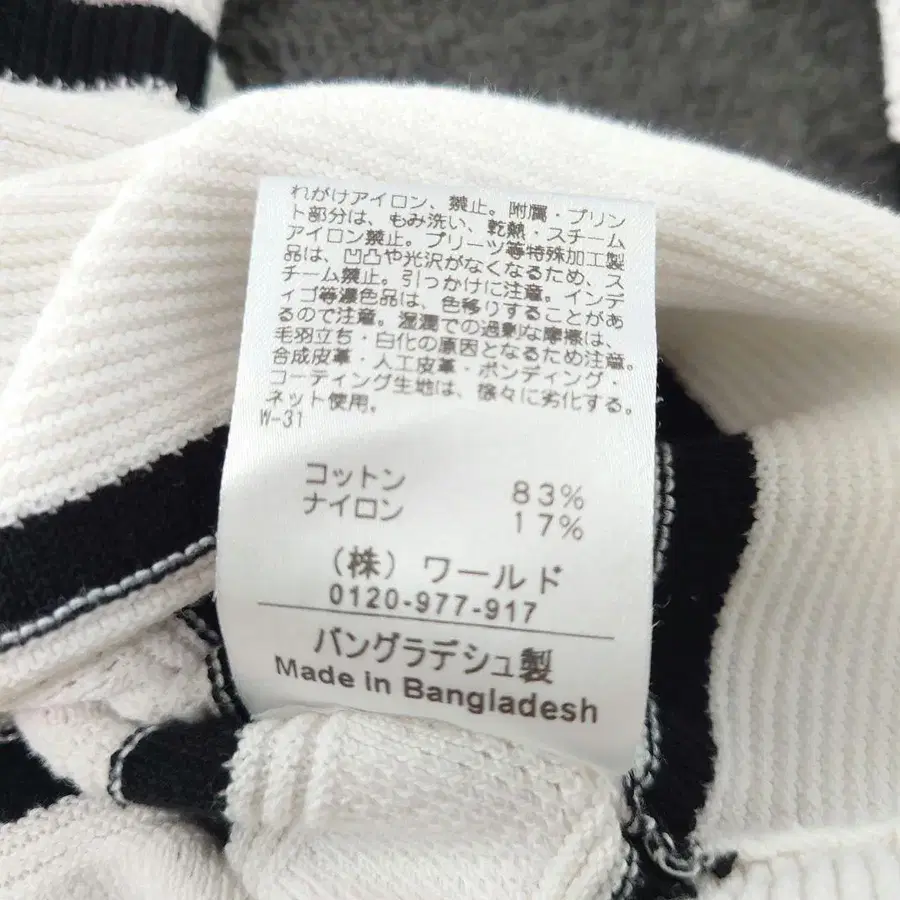 れがけアイロン、禁止。附属・プリン
ト部分は、もみ洗い、乾熱・スチーム
アイロン禁止。プリーツ等特殊加工製
品は、凹凸や光沢がなくなるため、ス
チーム禁止。引っかけに注意。インデ
ィゴ等濃色品は、色移りすることがあ
るので注意。湿潤での過剰な摩擦は、
毛羽立ち・白化の原因となるため注意。
合成皮革・人工皮革・ボンディング・
コーティング生地は、徐々に劣化する。
ネット使用。
W-31
コットン 83%
ナイロン 17%
(株) ワールド
0120-977-917
バングラデシュ製
Made in Bangladesh